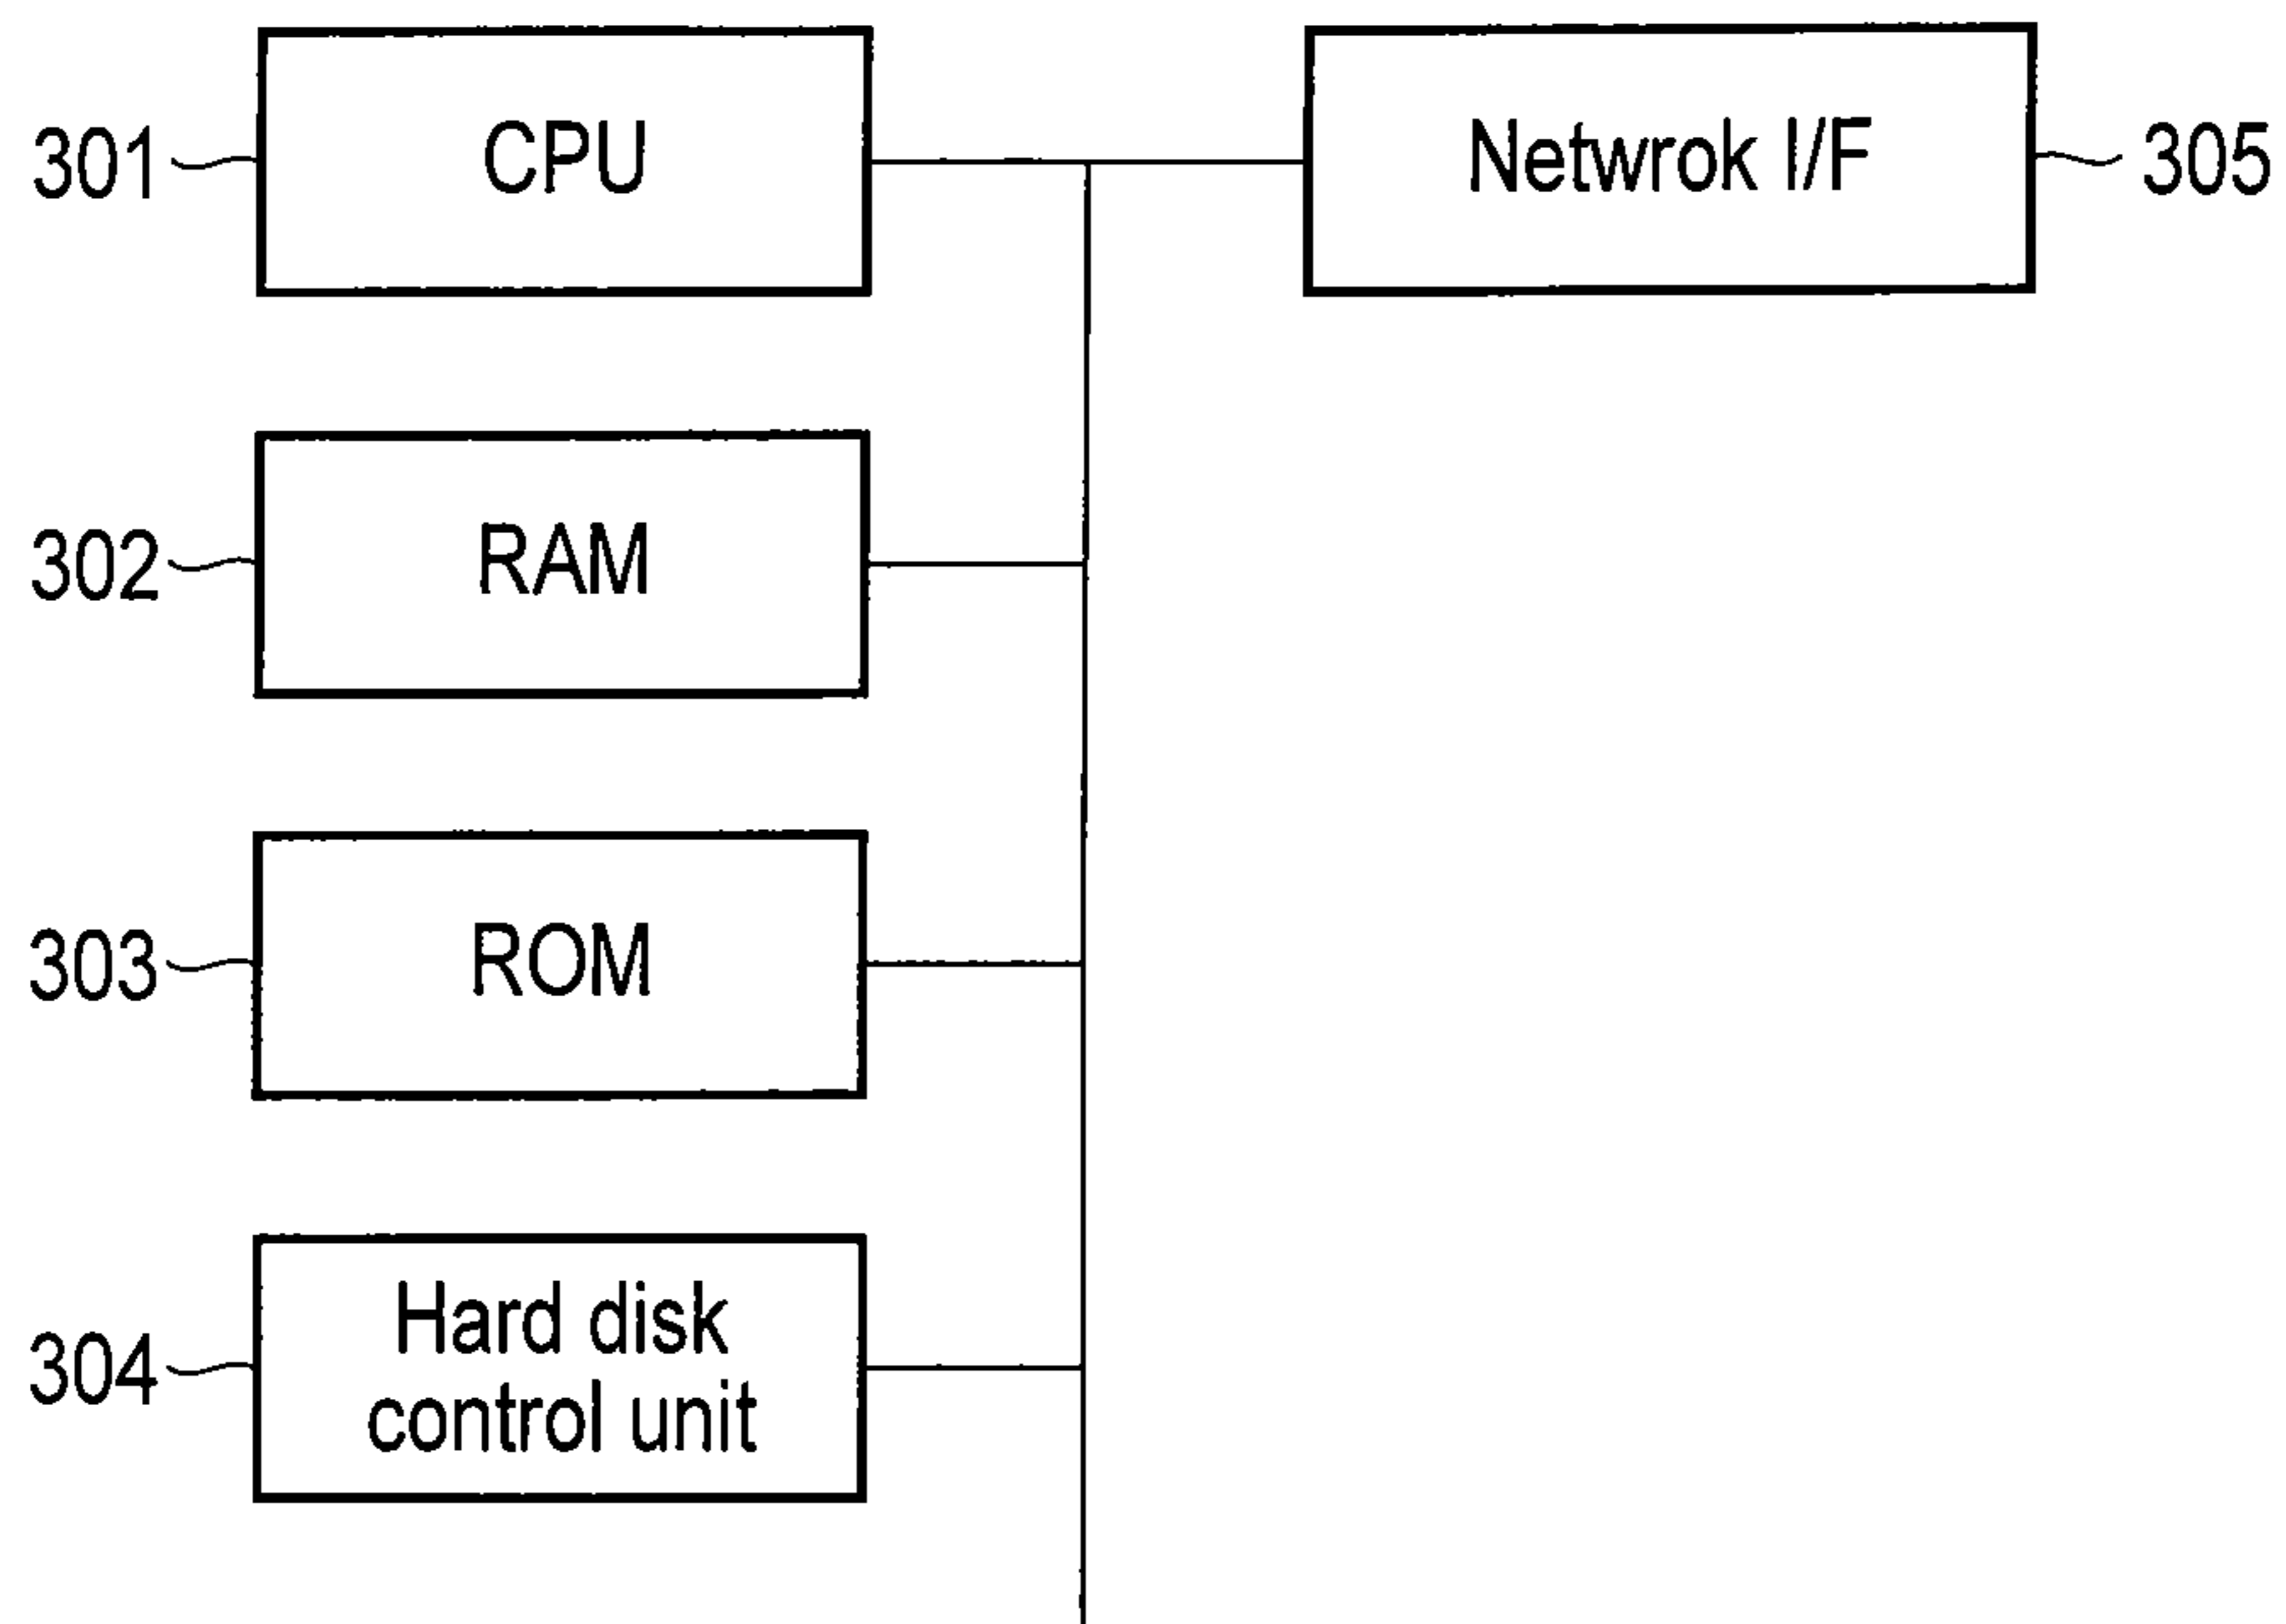 301
CPU
Netwrok I/F
305
302
RAM
303
ROM
304
Hard disk
control unit